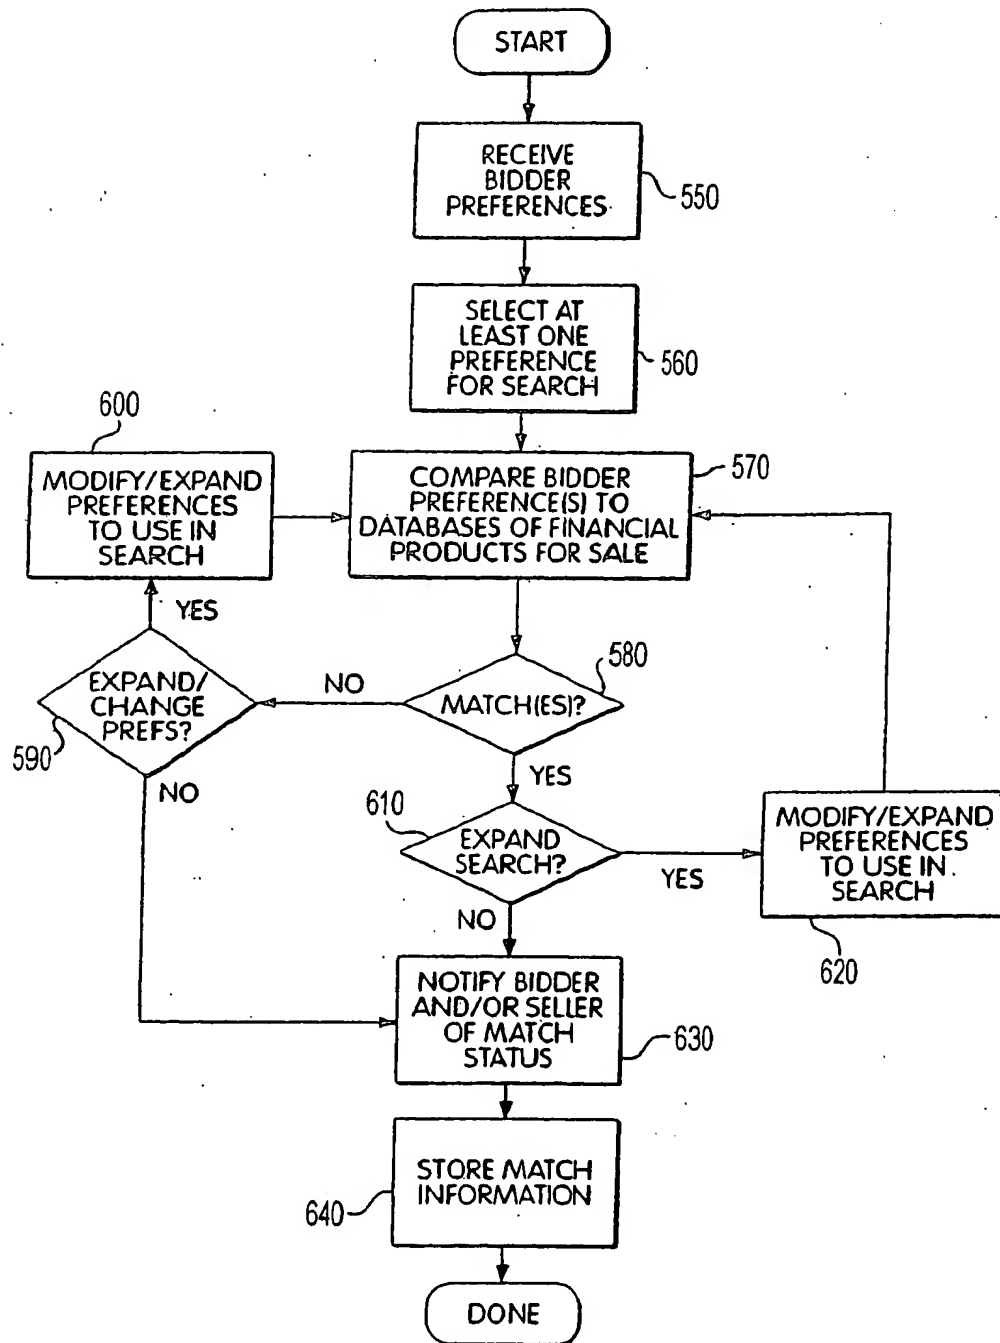 START
RECEIVE
BIDDER
PREFERENCES
550
SELECT AT
LEAST ONE
PREFERENCE
FOR SEARCH
560
600
MODIFY/EXPAND
PREFERENCES
TO USE IN
SEARCH
COMPARE BIDDER
PREFERENCE(S) TO
DATABASES OF FINANCIAL
PRODUCTS FOR SALE
570
YES
EXPAND/
CHANGE
PREFS?
590
NO
MATCH(ES)?
580
NO
YES
610
EXPAND
SEARCH?
YES
NO
MODIFY/EXPAND
PREFERENCES
TO USE IN
SEARCH
620
NOTIFY BIDDER
AND/OR SELLER
OF MATCH
STATUS
630
STORE MATCH
INFORMATION
640
DONE